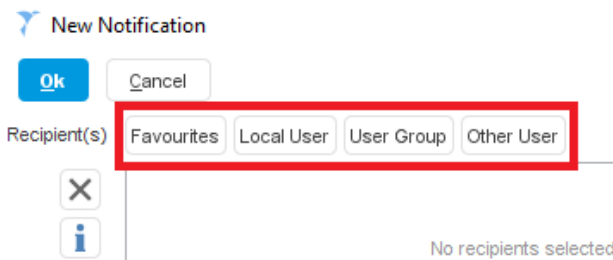 New Notification
Ok Cancel
Recipient(s) Favourites Local User User Group Other User
No recipients selected